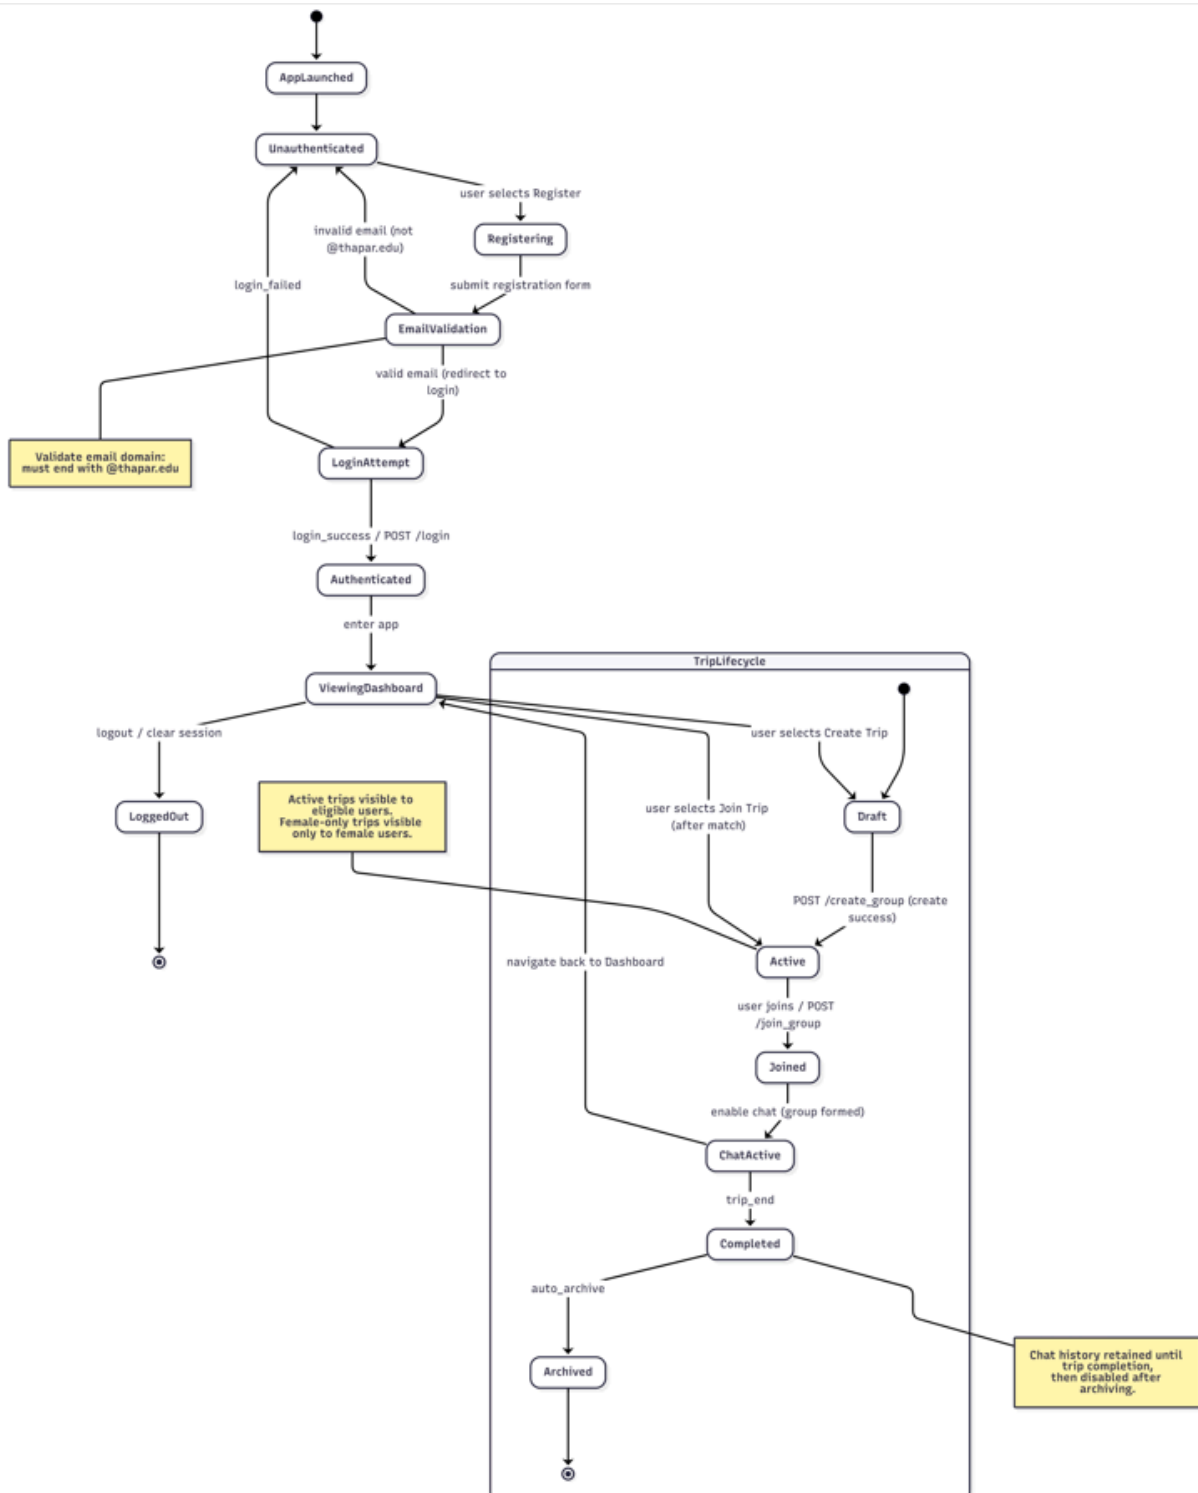 AppLaunched
Unauthenticated
user selects Register
invalid email (not
@thapar.edu)
Registering
login_failed
submit registration form
EmailValidation
valid email (redirect to
login)
Validate email domain:
must end with @thapar.edu
LoginAttempt
login_success / POST /login
Authenticated
enter app
TripLifecycle
ViewingDashboard
logout / clear session
user selects Create Trip
Active trips visible to
eligible users.
Female-only trips visible
only to female users.
user selects Join Trip
(after match)
LoggedOut
Draft
POST /create_group (create
success)
navigate back to Dashboard
Active
user joins / POST
/join_group
Joined
enable chat (group formed)
ChatActive
trip_end
Completed
auto_archive
Chat history retained until
trip completion,
then disabled after
archiving.
Archived